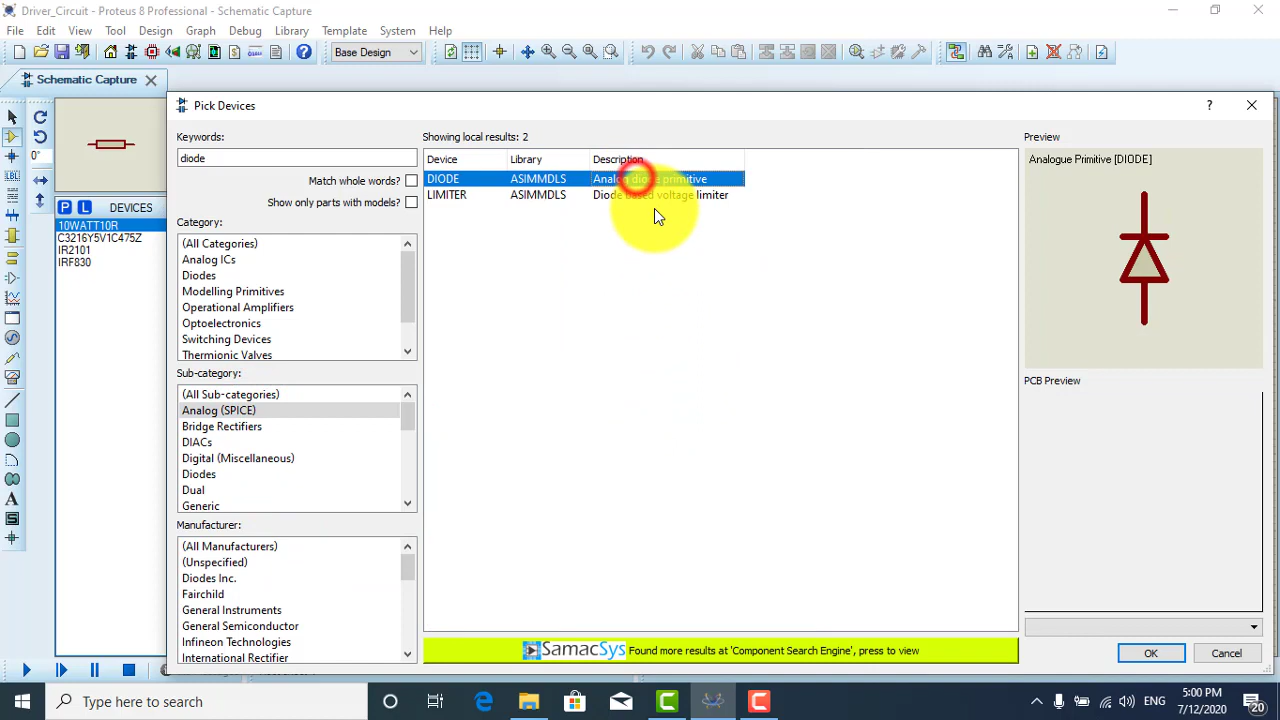 Driver_Circuit - Proteus 8 Professional - Schematic Capture
File Edit View Tool Design Graph Debug Library Template System Help
Base Design
Schematic Capture
Pick Devices
Keywords:
diode
Match whole words?
Show only parts with models?
Category:
(All Categories)
Analog ICs
Diodes
Modelling Primitives
Operational Amplifiers
Optoelectronics
Switching Devices
Thermionic Valves
Sub-category:
(All Sub-categories)
Analog (SPICE)
Bridge Rectifiers
DIACs
Digital (Miscellaneous)
Diodes
Dual
Generic
Manufacturer:
(All Manufacturers)
(Unspecified)
Diodes Inc.
Fairchild
General Instruments
General Semiconductor
Infineon Technologies
International Rectifier
Showing local results: 2
Device Library Description
DIODE ASIMMDLS Analog diode primitive
LIMITER ASIMMDLS Diode based voltage limiter
SamacSys Found more results at 'Component Search Engine', press to view
Preview
Analogue Primitive [DIODE]
PCB Preview
OK Cancel
0°
P L DEVICES
10WATT10R
C3216Y5V1C475Z
IR2101
IRF830
Type here to search
ENG
5:00 PM
7/12/2020
20